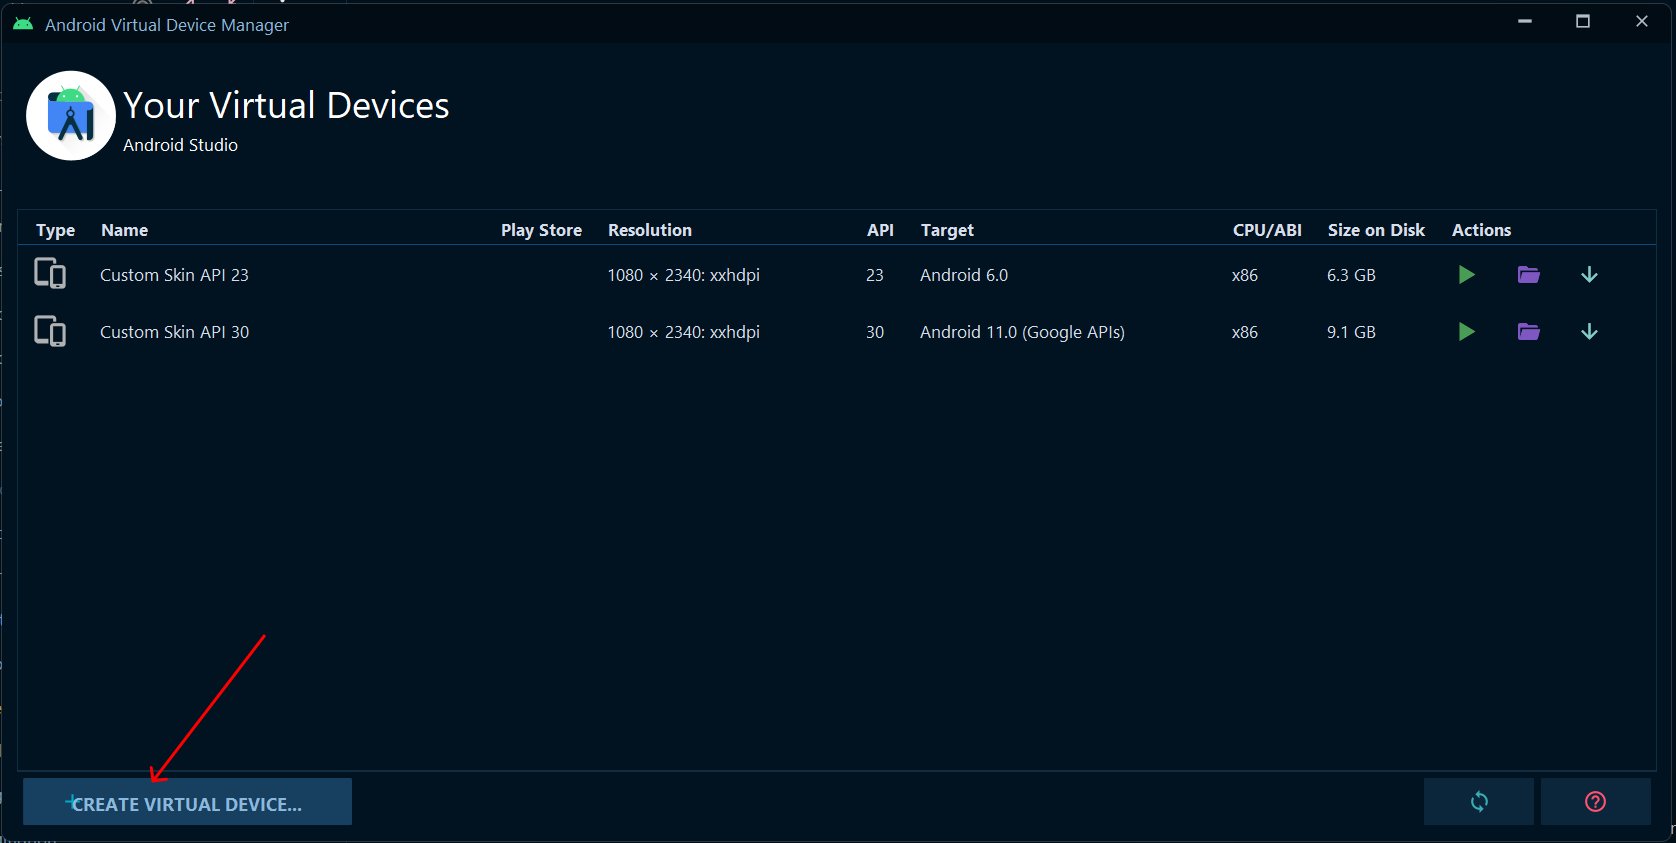 Android Virtual Device Manager
Your Virtual Devices
Android Studio
Type Name Play Store Resolution API Target CPU/ABI Size on Disk Actions
Custom Skin API 23 1080 × 2340: xxhdpi 23 Android 6.0 x86 6.3 GB
Custom Skin API 30 1080 × 2340: xxhdpi 30 Android 11.0 (Google APIs) x86 9.1 GB
+CREATE VIRTUAL DEVICE...